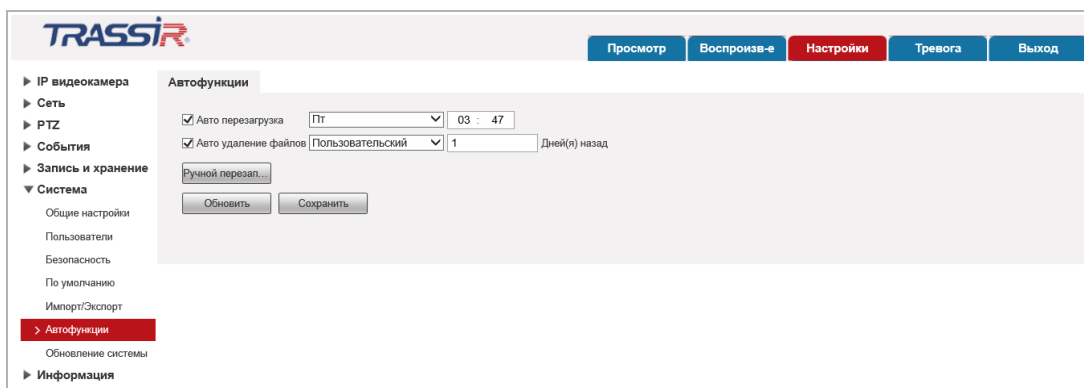 TRASSIR
Просмотр Воспроизв-е Настройки Тревога Выход
IP видеокамера
Сеть
PTZ
События
Запись и хранение
Система
Общие настройки
Пользователи
Безопасность
По умолчанию
Импорт/Экспорт
> Автофункции
Обновление системы
Информация
Автофункции
Авто перезагрузка Пт 03 : 47
Авто удаление файлов Пользовательский 1 Дней(я) назад
Ручной перезап...
Обновить Сохранить